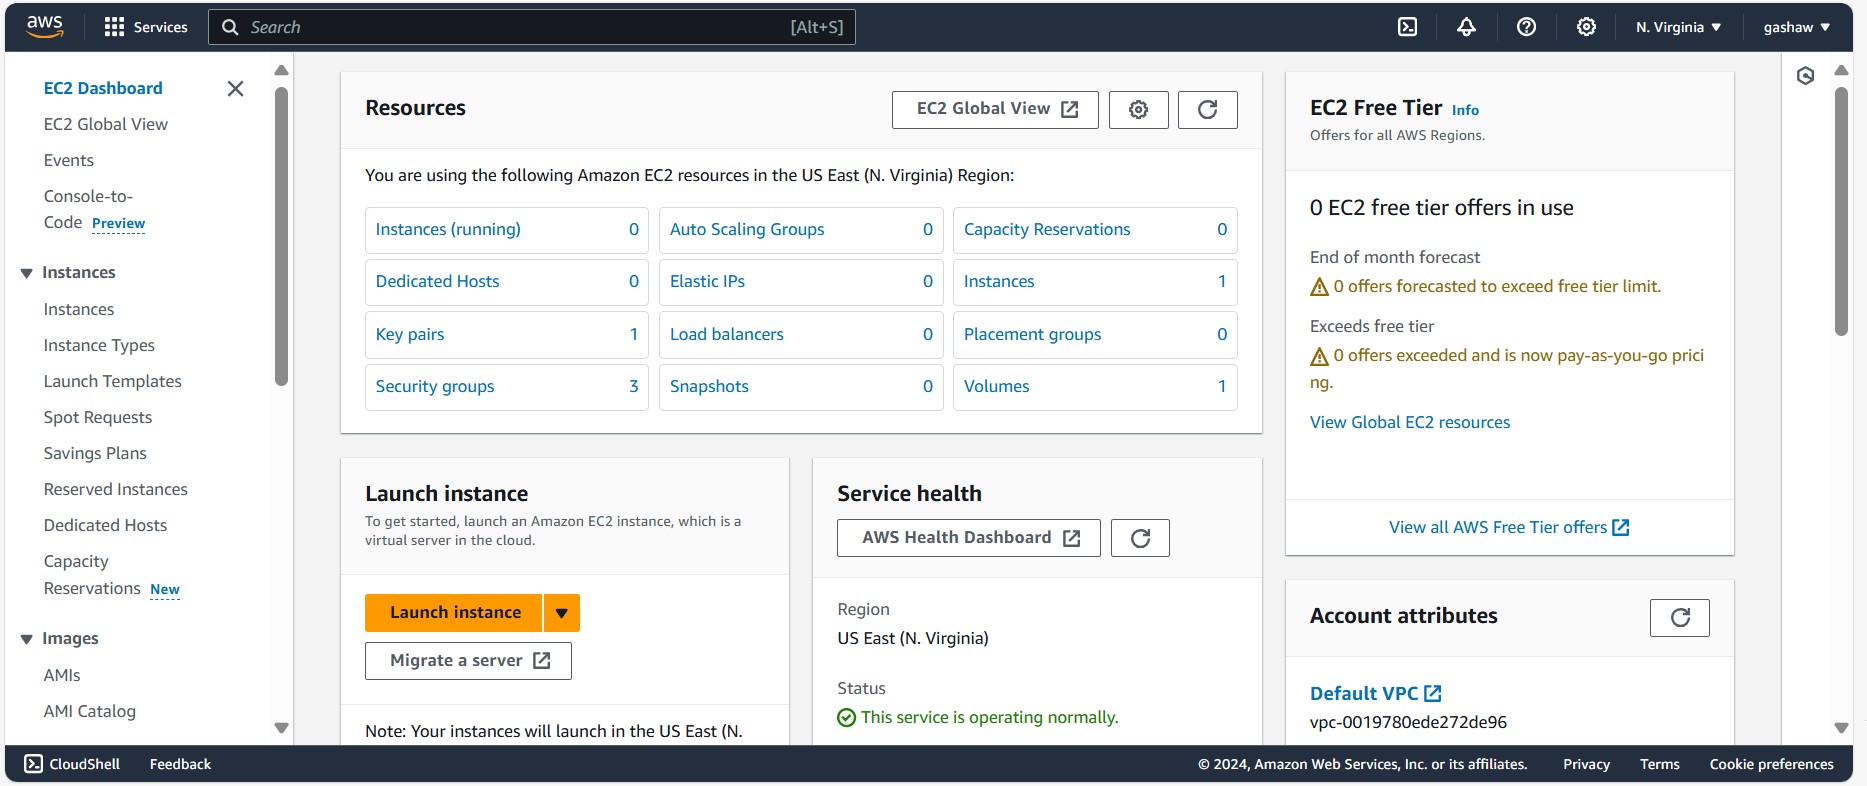 aws
Services
Search
[Alt+S]
N. Virginia
gashaw
EC2 Dashboard
EC2 Global View
Events
Console-to-
Code Preview
Instances
Instances
Instance Types
Launch Templates
Spot Requests
Savings Plans
Reserved Instances
Dedicated Hosts
Capacity
Reservations New
Images
AMIs
AMI Catalog
Resources
EC2 Global View
You are using the following Amazon EC2 resources in the US East (N. Virginia) Region:
Instances (running) 0
Auto Scaling Groups 0
Capacity Reservations 0
Dedicated Hosts 0
Elastic IPs 0
Instances 1
Key pairs 1
Load balancers 0
Placement groups 0
Security groups 3
Snapshots 0
Volumes 1
Launch instance
To get started, launch an Amazon EC2 instance, which is a
virtual server in the cloud.
Launch instance
Migrate a server
Note: Your instances will launch in the US East (N.
Service health
AWS Health Dashboard
Region
US East (N. Virginia)
Status
This service is operating normally.
EC2 Free Tier Info
Offers for all AWS Regions.
0 EC2 free tier offers in use
End of month forecast
0 offers forecasted to exceed free tier limit.
Exceeds free tier
0 offers exceeded and is now pay-as-you-go prici
ng.
View Global EC2 resources
View all AWS Free Tier offers
Account attributes
Default VPC
vpc-0019780ede272de96
CloudShell
Feedback
© 2024, Amazon Web Services, Inc. or its affiliates.
Privacy
Terms
Cookie preferences